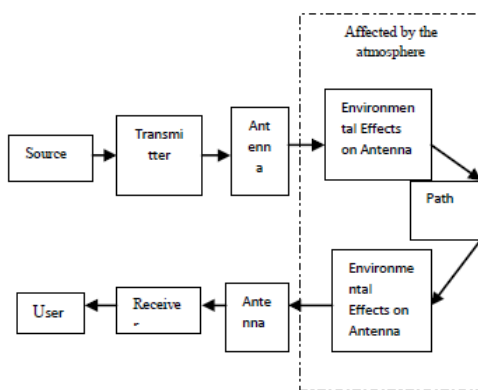 Affected by the
atmosphere
Source
Transmi
tter
Ant
enn
a
Environmen
tal Effects
on Antenna
Path
Environme
ntal
Effects on
Antenna
Ante
nna
Receive
r
User